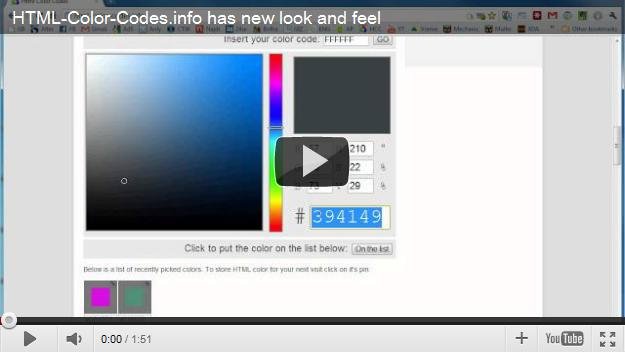 HTML-Color-Codes.info has new look and feel
Insert your color code: FFFFFF GO
57 210 °
22 %
73 29 %
# 394149
Click to put the color on the list below: On the list
Below is a list of recently picked colors. To store HTML color for your next visit click on it's pin
0:00 / 1:51
YouTube